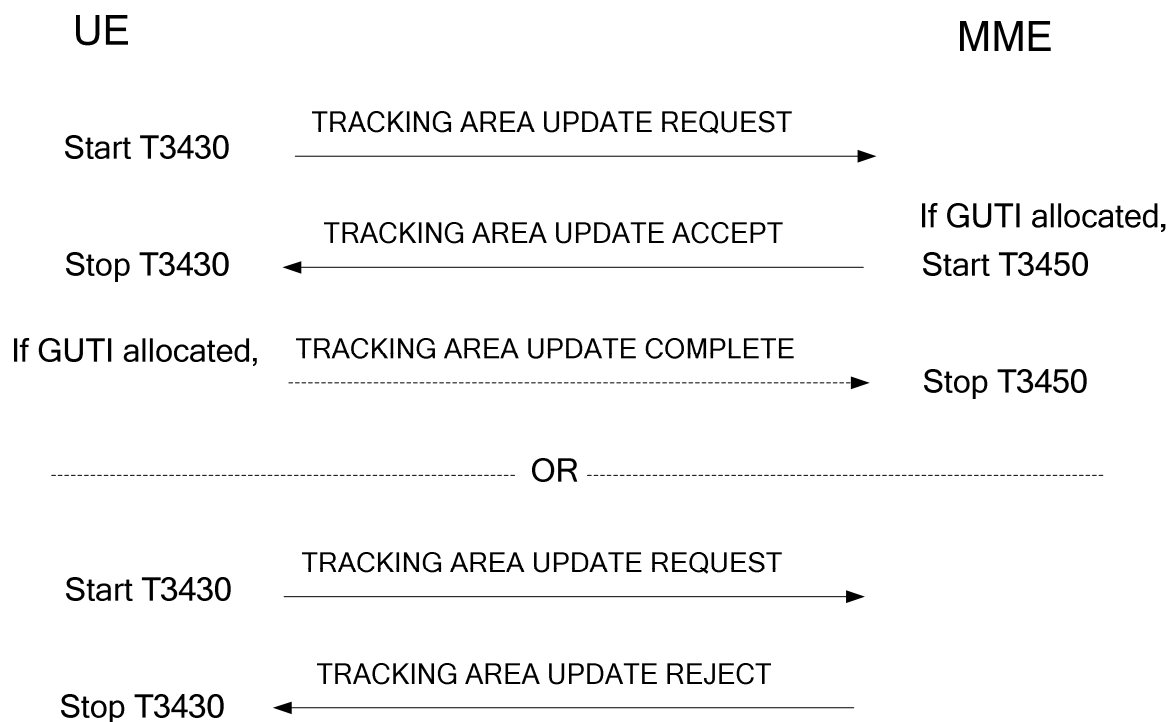 UE
MME
TRACKING AREA UPDATE REQUEST
Start T3430
If GUTI allocated,
TRACKING AREA UPDATE ACCEPT
Stop T3430
Start T3450
If GUTI allocated,
TRACKING AREA UPDATE COMPLETE
Stop T3450
OR
TRACKING AREA UPDATE REQUEST
Start T3430
TRACKING AREA UPDATE REJECT
Stop T3430